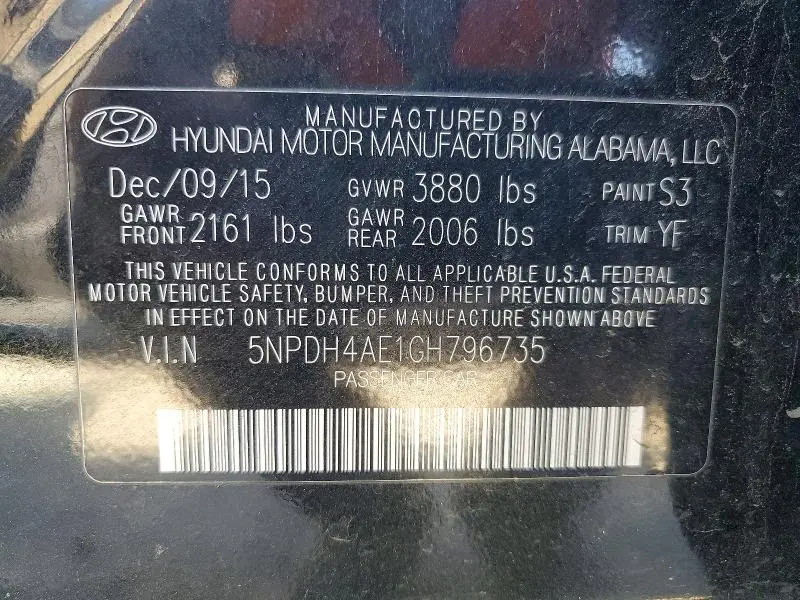 MANUFACTURED BY
HYUNDAI MOTOR MANUFACTURING ALABAMA, LLC
Dec/09/15 GVWR 3880 lbs PAINT S3
GAWR FRONT 2161 lbs GAWR REAR 2006 lbs TRIM YF
THIS VEHICLE CONFORMS TO ALL APPLICABLE U.S.A. FEDERAL
MOTOR VEHICLE SAFETY, BUMPER, AND THEFT PREVENTION STANDARDS
IN EFFECT ON THE DATE OF MANUFACTURE SHOWN ABOVE
V.I.N 5NPDH4AE1GH796735
PASSENGER CAR